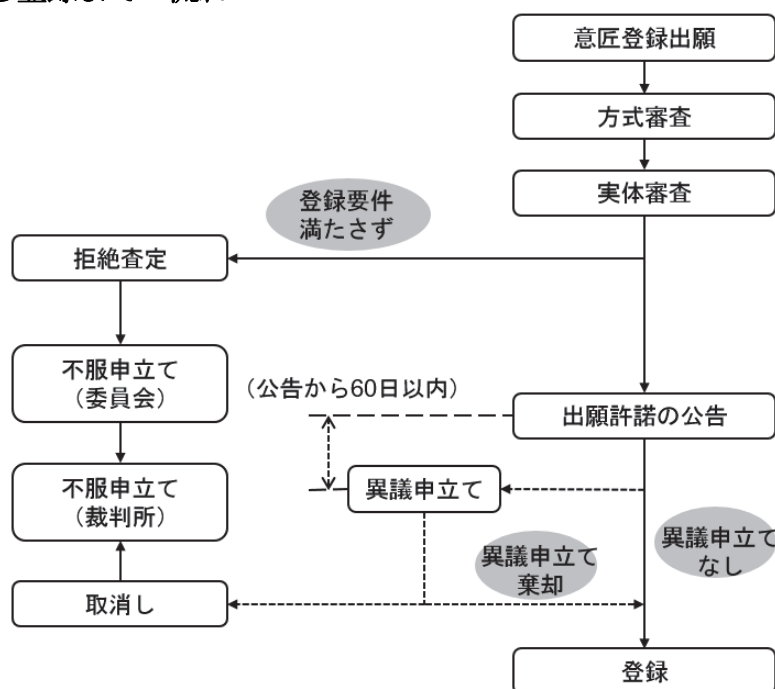 意匠登録出願
方式審査
実体審査
登録要件
満たさず
拒絶査定
不服申立て
（委員会）
（公告から60日以内）
出願許諾の公告
不服申立て
（裁判所）
異議申立て
異議申立て
棄却
異議申立て
なし
取消し
登録